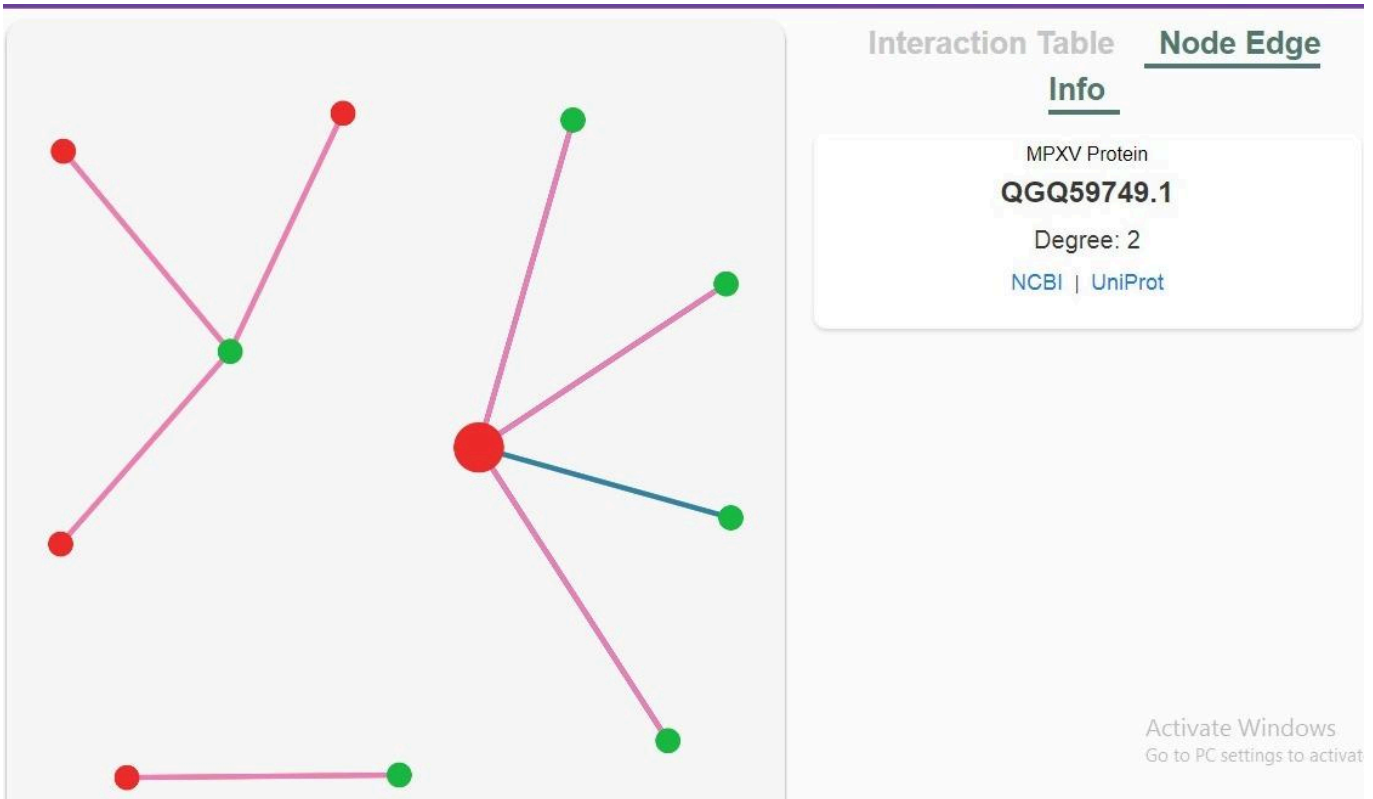 Interaction Table Node Edge
Info
MPXV Protein
QGQ59749.1
Degree: 2
NCBI | UniProt
Activate Windows
Go to PC settings to activat